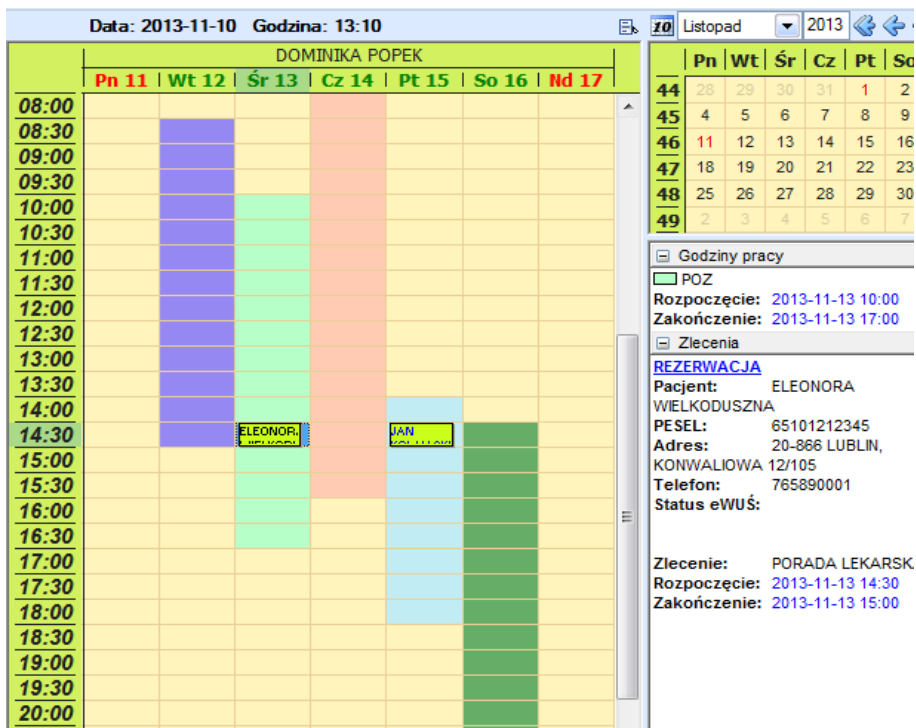 Data: 2013-11-10 Godzina: 13:10
DOMINIKA POPEK
Pn 11 Wt 12 Śr 13 Cz 14 Pt 15 So 16 Nd 17
08:00
08:30
09:00
09:30
10:00
10:30
11:00
11:30
12:00
12:30
13:00
13:30
14:00
14:30 ELEONOR JAN
15:00
15:30
16:00
16:30
17:00
17:30
18:00
18:30
19:00
19:30
20:00
10 Listopad 2013
Pn Wt Śr Cz Pt So
44 28 29 30 31 1 2
45 4 5 6 7 8 9
46 11 12 13 14 15 16
47 18 19 20 21 22 23
48 25 26 27 28 29 30
49 2 3 4 5 6 7
Godziny pracy
POZ
Rozpoczęcie: 2013-11-13 10:00
Zakończenie: 2013-11-13 17:00
Zlecenia
REZERWACJA
Pacjent: ELEONORA
WIELKODUSZNA
PESEL: 65101212345
Adres: 20-866 LUBLIN,
KONWALIOWA 12/105
Telefon: 765890001
Status eWUŚ:
Zlecenie: PORADA LEKARSK
Rozpoczęcie: 2013-11-13 14:30
Zakończenie: 2013-11-13 15:00